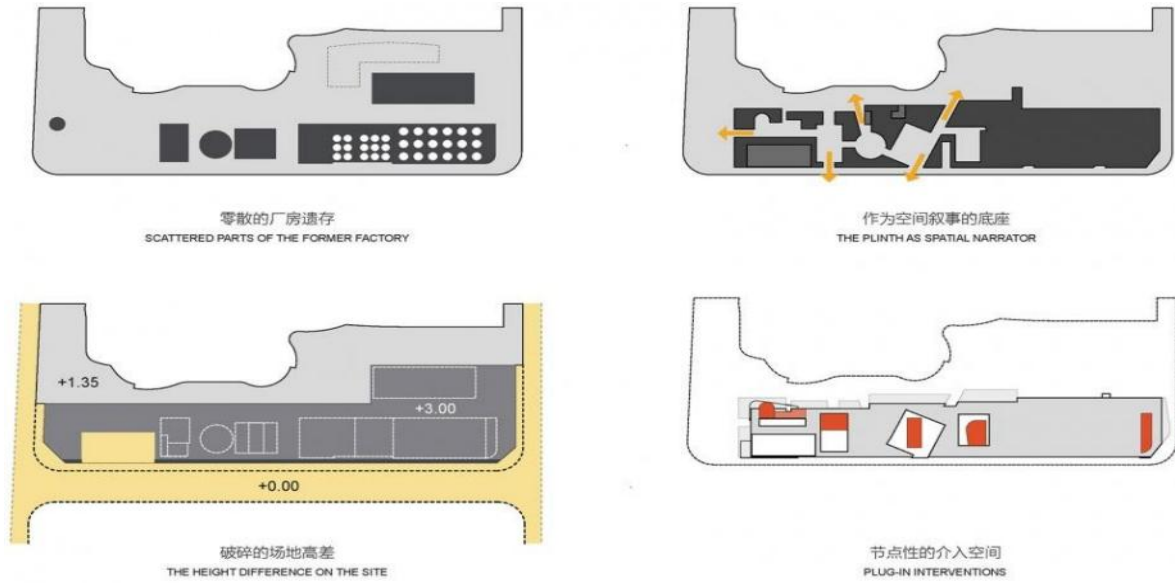 零散的厂房遗存
SCATTERED PARTS OF THE FORMER FACTORY
作为空间叙事的底座
THE PLINTH AS SPATIAL NARRATOR
+1.35
+3.00
+0.00
破碎的场地高差
THE HEIGHT DIFFERENCE ON THE SITE
节点性的介入空间
PLUG-IN INTERVENTIONS